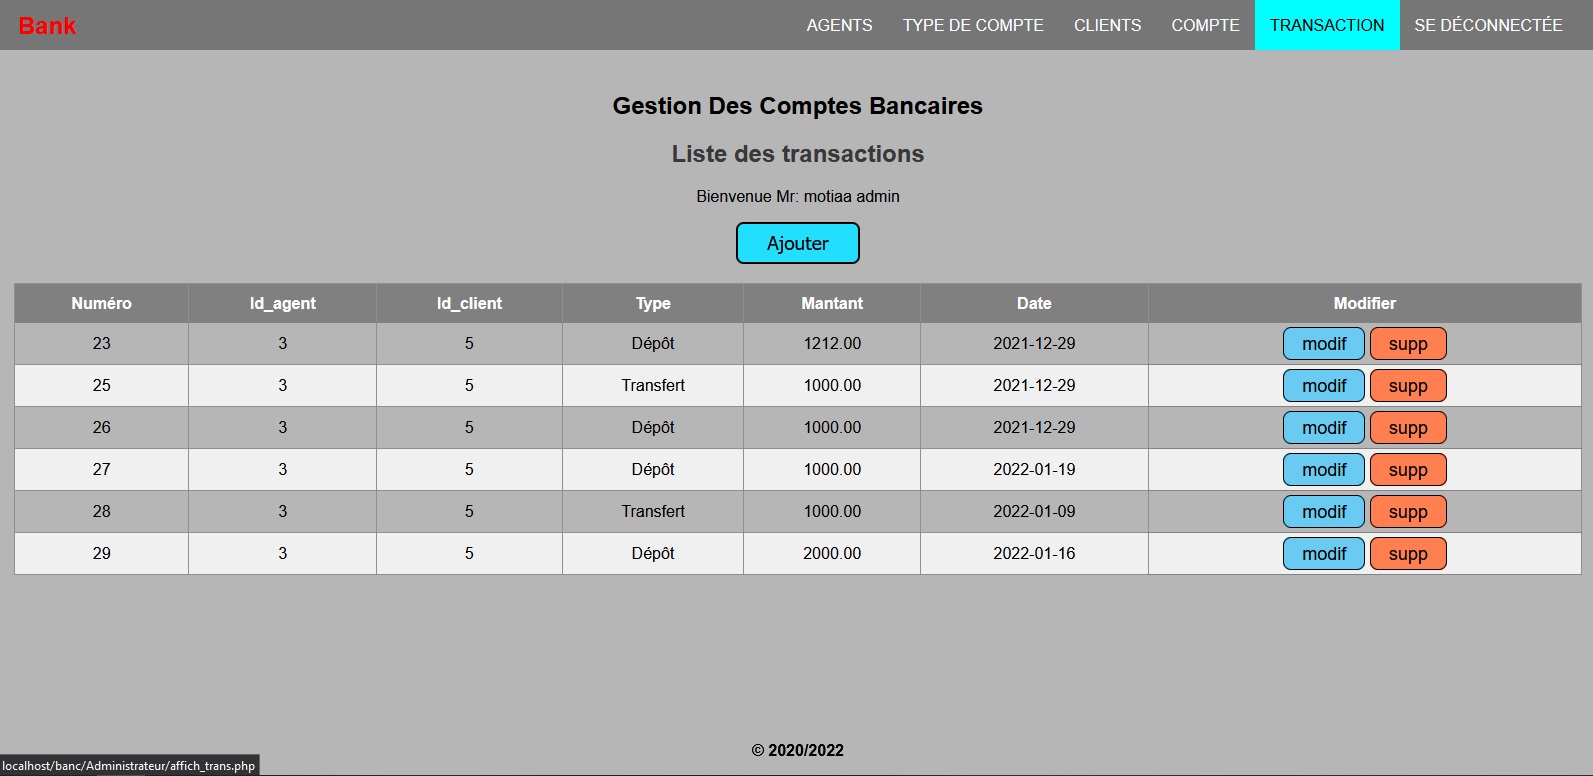 Bank AGENTS TYPE DE COMPTE CLIENTS COMPTE TRANSACTION SE DÉCONNECTÉE
Gestion Des Comptes Bancaires
Liste des transactions
Bienvenue Mr: motiaa admin
Ajouter
Numéro Id_agent Id_client Type Mantant Date Modifier
23 3 5 Dépôt 1212.00 2021-12-29 modif supp
25 3 5 Transfert 1000.00 2021-12-29 modif supp
26 3 5 Dépôt 1000.00 2021-12-29 modif supp
27 3 5 Dépôt 1000.00 2022-01-19 modif supp
28 3 5 Transfert 1000.00 2022-01-09 modif supp
29 3 5 Dépôt 2000.00 2022-01-16 modif supp
© 2020/2022
localhost/banc/Administrateur/affich_trans.php